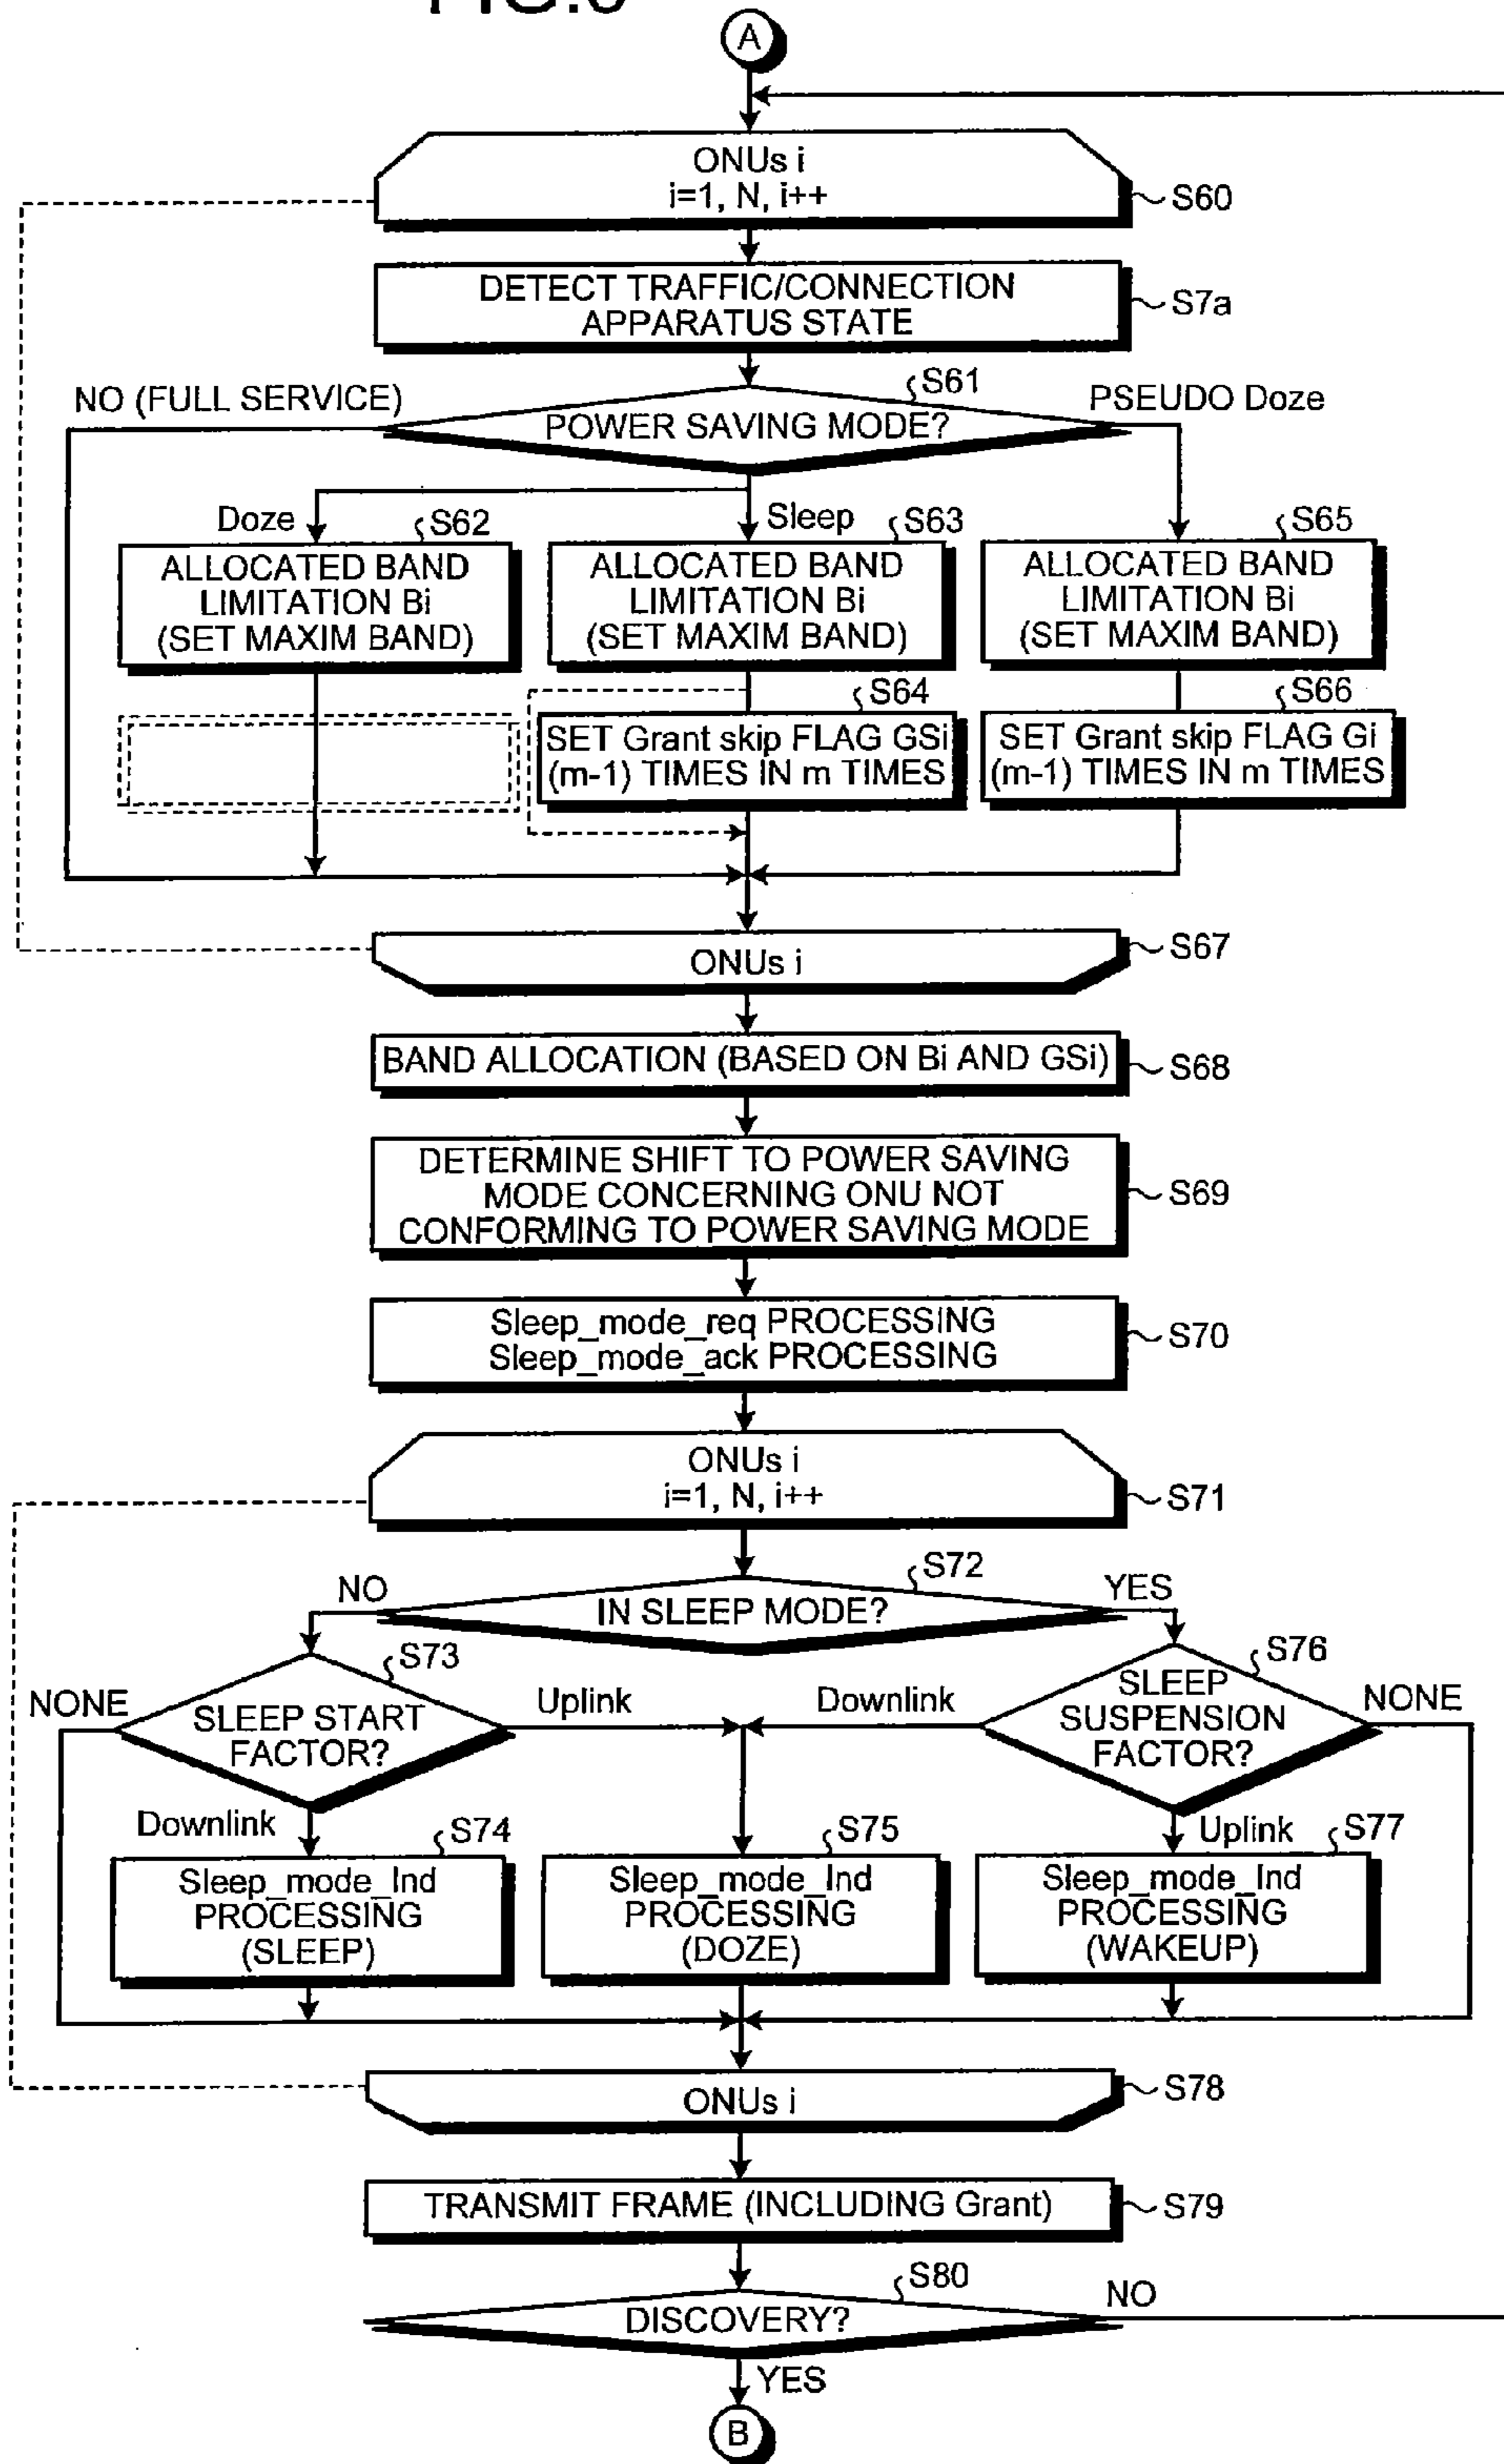 A
ONUs i
i=1, N, i++
S60
DETECT TRAFFIC/CONNECTION
APPARATUS STATE
S7a
NO (FULL SERVICE)
S61
PSEUDO Doze
POWER SAVING MODE?
Doze
S62
Sleep
S63
S65
ALLOCATED BAND
LIMITATION Bi
(SET MAXIM BAND)
ALLOCATED BAND
LIMITATION Bi
(SET MAXIM BAND)
ALLOCATED BAND
LIMITATION Bi
(SET MAXIM BAND)
S64
S66
SET Grant skip FLAG GSi
(m-1) TIMES IN m TIMES
SET Grant skip FLAG Gi
(m-1) TIMES IN m TIMES
ONUs i
S67
BAND ALLOCATION (BASED ON Bi AND GSi)
S68
DETERMINE SHIFT TO POWER SAVING
MODE CONCERNING ONU NOT
CONFORMING TO POWER SAVING MODE
S69
Sleep_mode_req PROCESSING
Sleep_mode_ack PROCESSING
S70
ONUs i
i=1, N, i++
S71
NO
S72
YES
IN SLEEP MODE?
S73
S76
NONE
SLEEP START
FACTOR?
Uplink
Downlink
SLEEP
SUSPENSION
FACTOR?
NONE
Downlink
S74
S75
Uplink
S77
Sleep_mode_Ind
PROCESSING
(SLEEP)
Sleep_mode_Ind
PROCESSING
(DOZE)
Sleep_mode_Ind
PROCESSING
(WAKEUP)
ONUs i
S78
TRANSMIT FRAME (INCLUDING Grant)
S79
S80
NO
DISCOVERY?
YES
B